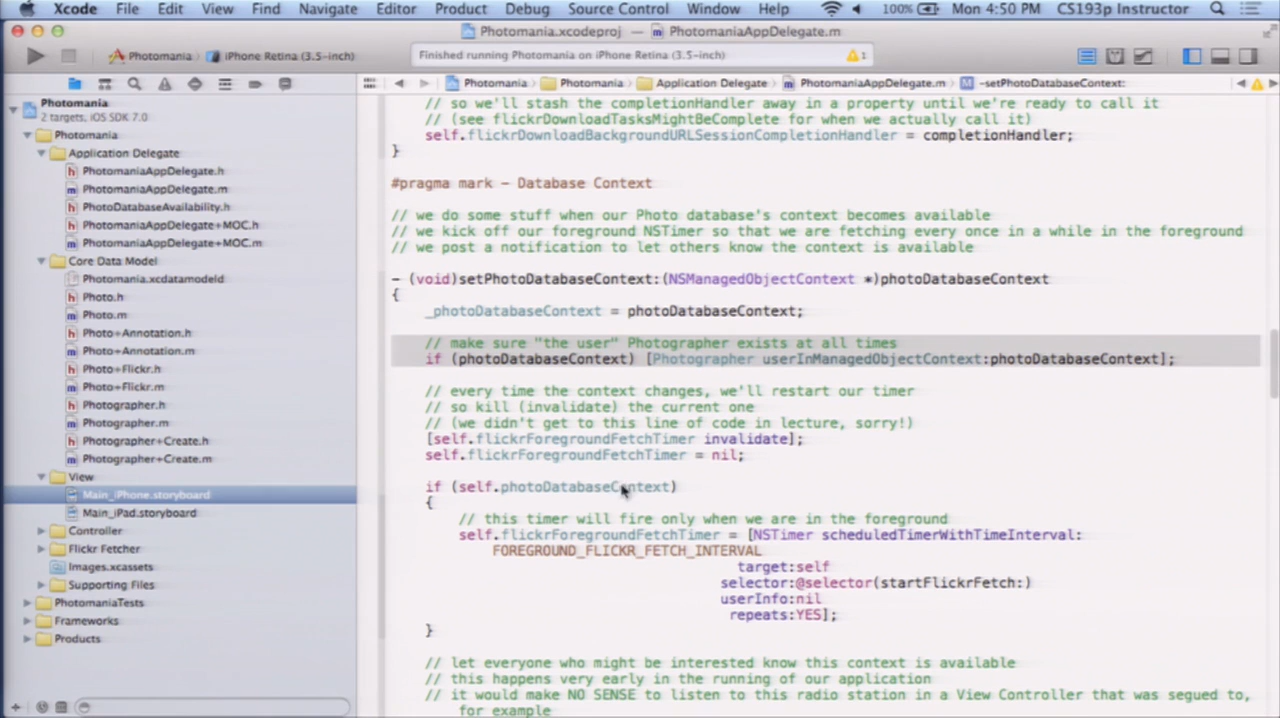 Xcode File Edit View Find Navigate Editor Product Debug Source Control Window Help 100% Mon 4:50 PM CS193p Instructor
Photomania.xcodeproj — PhotomaniaAppDelegate.m
Photomania iPhone Retina (3.5-inch) Finished running Photomania on iPhone Retina (3.5-inch) 1
Photomania Photomania Application Delegate PhotomaniaAppDelegate.m -setPhotoDatabaseContext:
Photomania
2 targets, iOS SDK 7.0
Photomania
Application Delegate
PhotomaniaAppDelegate.h
PhotomaniaAppDelegate.m
PhotoDatabaseAvailability.h
PhotomaniaAppDelegate+MOC.h
PhotomaniaAppDelegate+MOC.m
Core Data Model
Photomania.xcdatamodeld
Photo.h
Photo.m
Photo+Annotation.h
Photo+Annotation.m
Photo+Flickr.h
Photo+Flickr.m
Photographer.h
Photographer.m
Photographer+Create.h
Photographer+Create.m
View
Main_iPhone.storyboard
Main_iPad.storyboard
Controller
Flickr Fetcher
Images.xcassets
Supporting Files
PhotomaniaTests
Frameworks
Products
// so we'll stash the completionHandler away in a property until we're ready to call it
// (see flickrDownloadTasksMightBeComplete for when we actually call it)
self.flickrDownloadBackgroundURLSessionCompletionHandler = completionHandler;
}
#pragma mark - Database Context
// we do some stuff when our Photo database's context becomes available
// we kick off our foreground NSTimer so that we are fetching every once in a while in the foreground
// we post a notification to let others know the context is available
- (void)setPhotoDatabaseContext:(NSManagedObjectContext *)photoDatabaseContext
{
_photoDatabaseContext = photoDatabaseContext;
// make sure "the user" Photographer exists at all times
if (photoDatabaseContext) [Photographer userInManagedObjectContext:photoDatabaseContext];
// every time the context changes, we'll restart our timer
// so kill (invalidate) the current one
// (we didn't get to this line of code in lecture, sorry!)
[self.flickrForegroundFetchTimer invalidate];
self.flickrForegroundFetchTimer = nil;
if (self.photoDatabaseContext)
{
// this timer will fire only when we are in the foreground
self.flickrForegroundFetchTimer = [NSTimer scheduledTimerWithTimeInterval:
FOREGROUND_FLICKR_FETCH_INTERVAL
target:self
selector:@selector(startFlickrFetch:)
userInfo:nil
repeats:YES];
}
// let everyone who might be interested know this context is available
// this happens very early in the running of our application
// it would make NO SENSE to listen to this radio station in a View Controller that was segued to,
for example